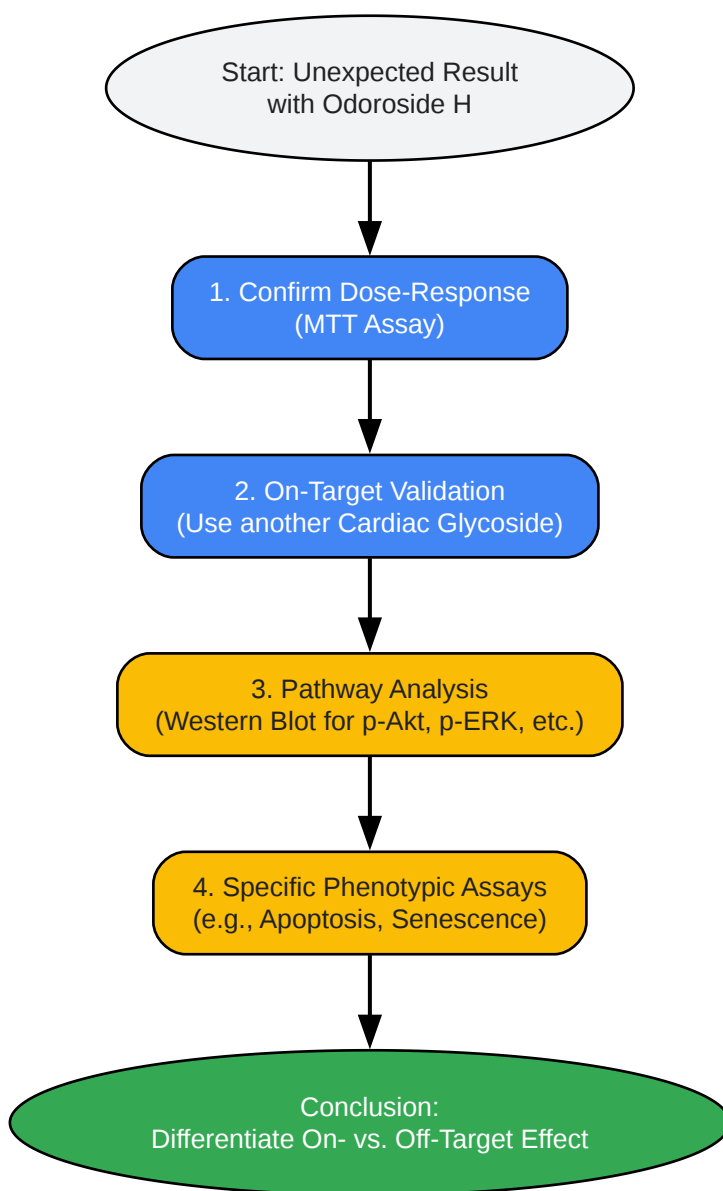 Start: Unexpected Result
with Odoroside H
1. Confirm Dose-Response
(MTT Assay)
2. On-Target Validation
(Use another Cardiac Glycoside)
3. Pathway Analysis
(Western Blot for p-Akt, p-ERK, etc.)
4. Specific Phenotypic Assays
(e.g., Apoptosis, Senescence)
Conclusion:
Differentiate On- vs. Off-Target Effect